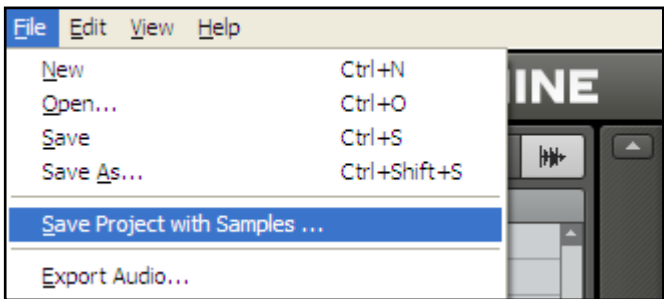 File Edit View Help
New Ctrl+N
INE
Open... Ctrl+O
Save Ctrl+S
Save As... Ctrl+Shift+S
Save Project with Samples ...
Export Audio...